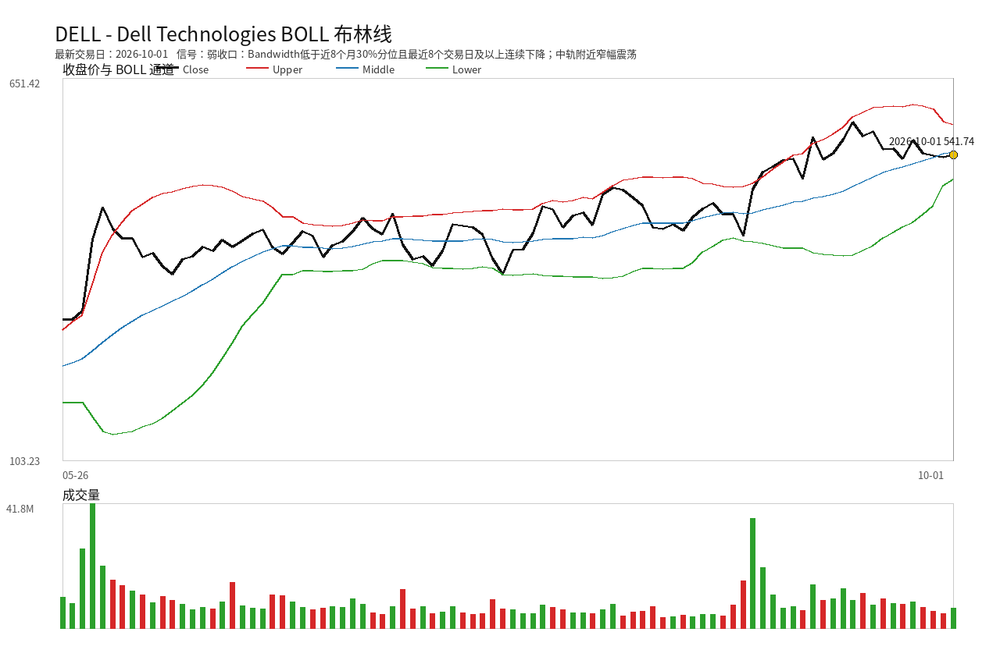 DELL - Dell Technologies BOLL 布林线
最新交易日：2026-10-01 信号：弱收口：Bandwidth低于近8个月30%分位且最近8个交易日及以上连续下降；中轨附近窄幅震荡
收盘价与 BOLL 通道 Close Upper Middle Lower
651.42
2026-10-01 541.74
103.23
05-26 10-01
成交量
41.8M